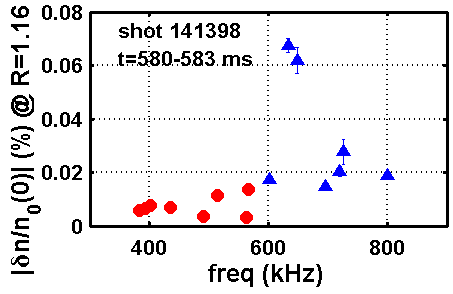 shot 141398
t=580-583 ms
|δn/n₀(0)| (%) @ R=1.16
0.08
0.06
0.04
0.02
0
400 600 800
freq (kHz)